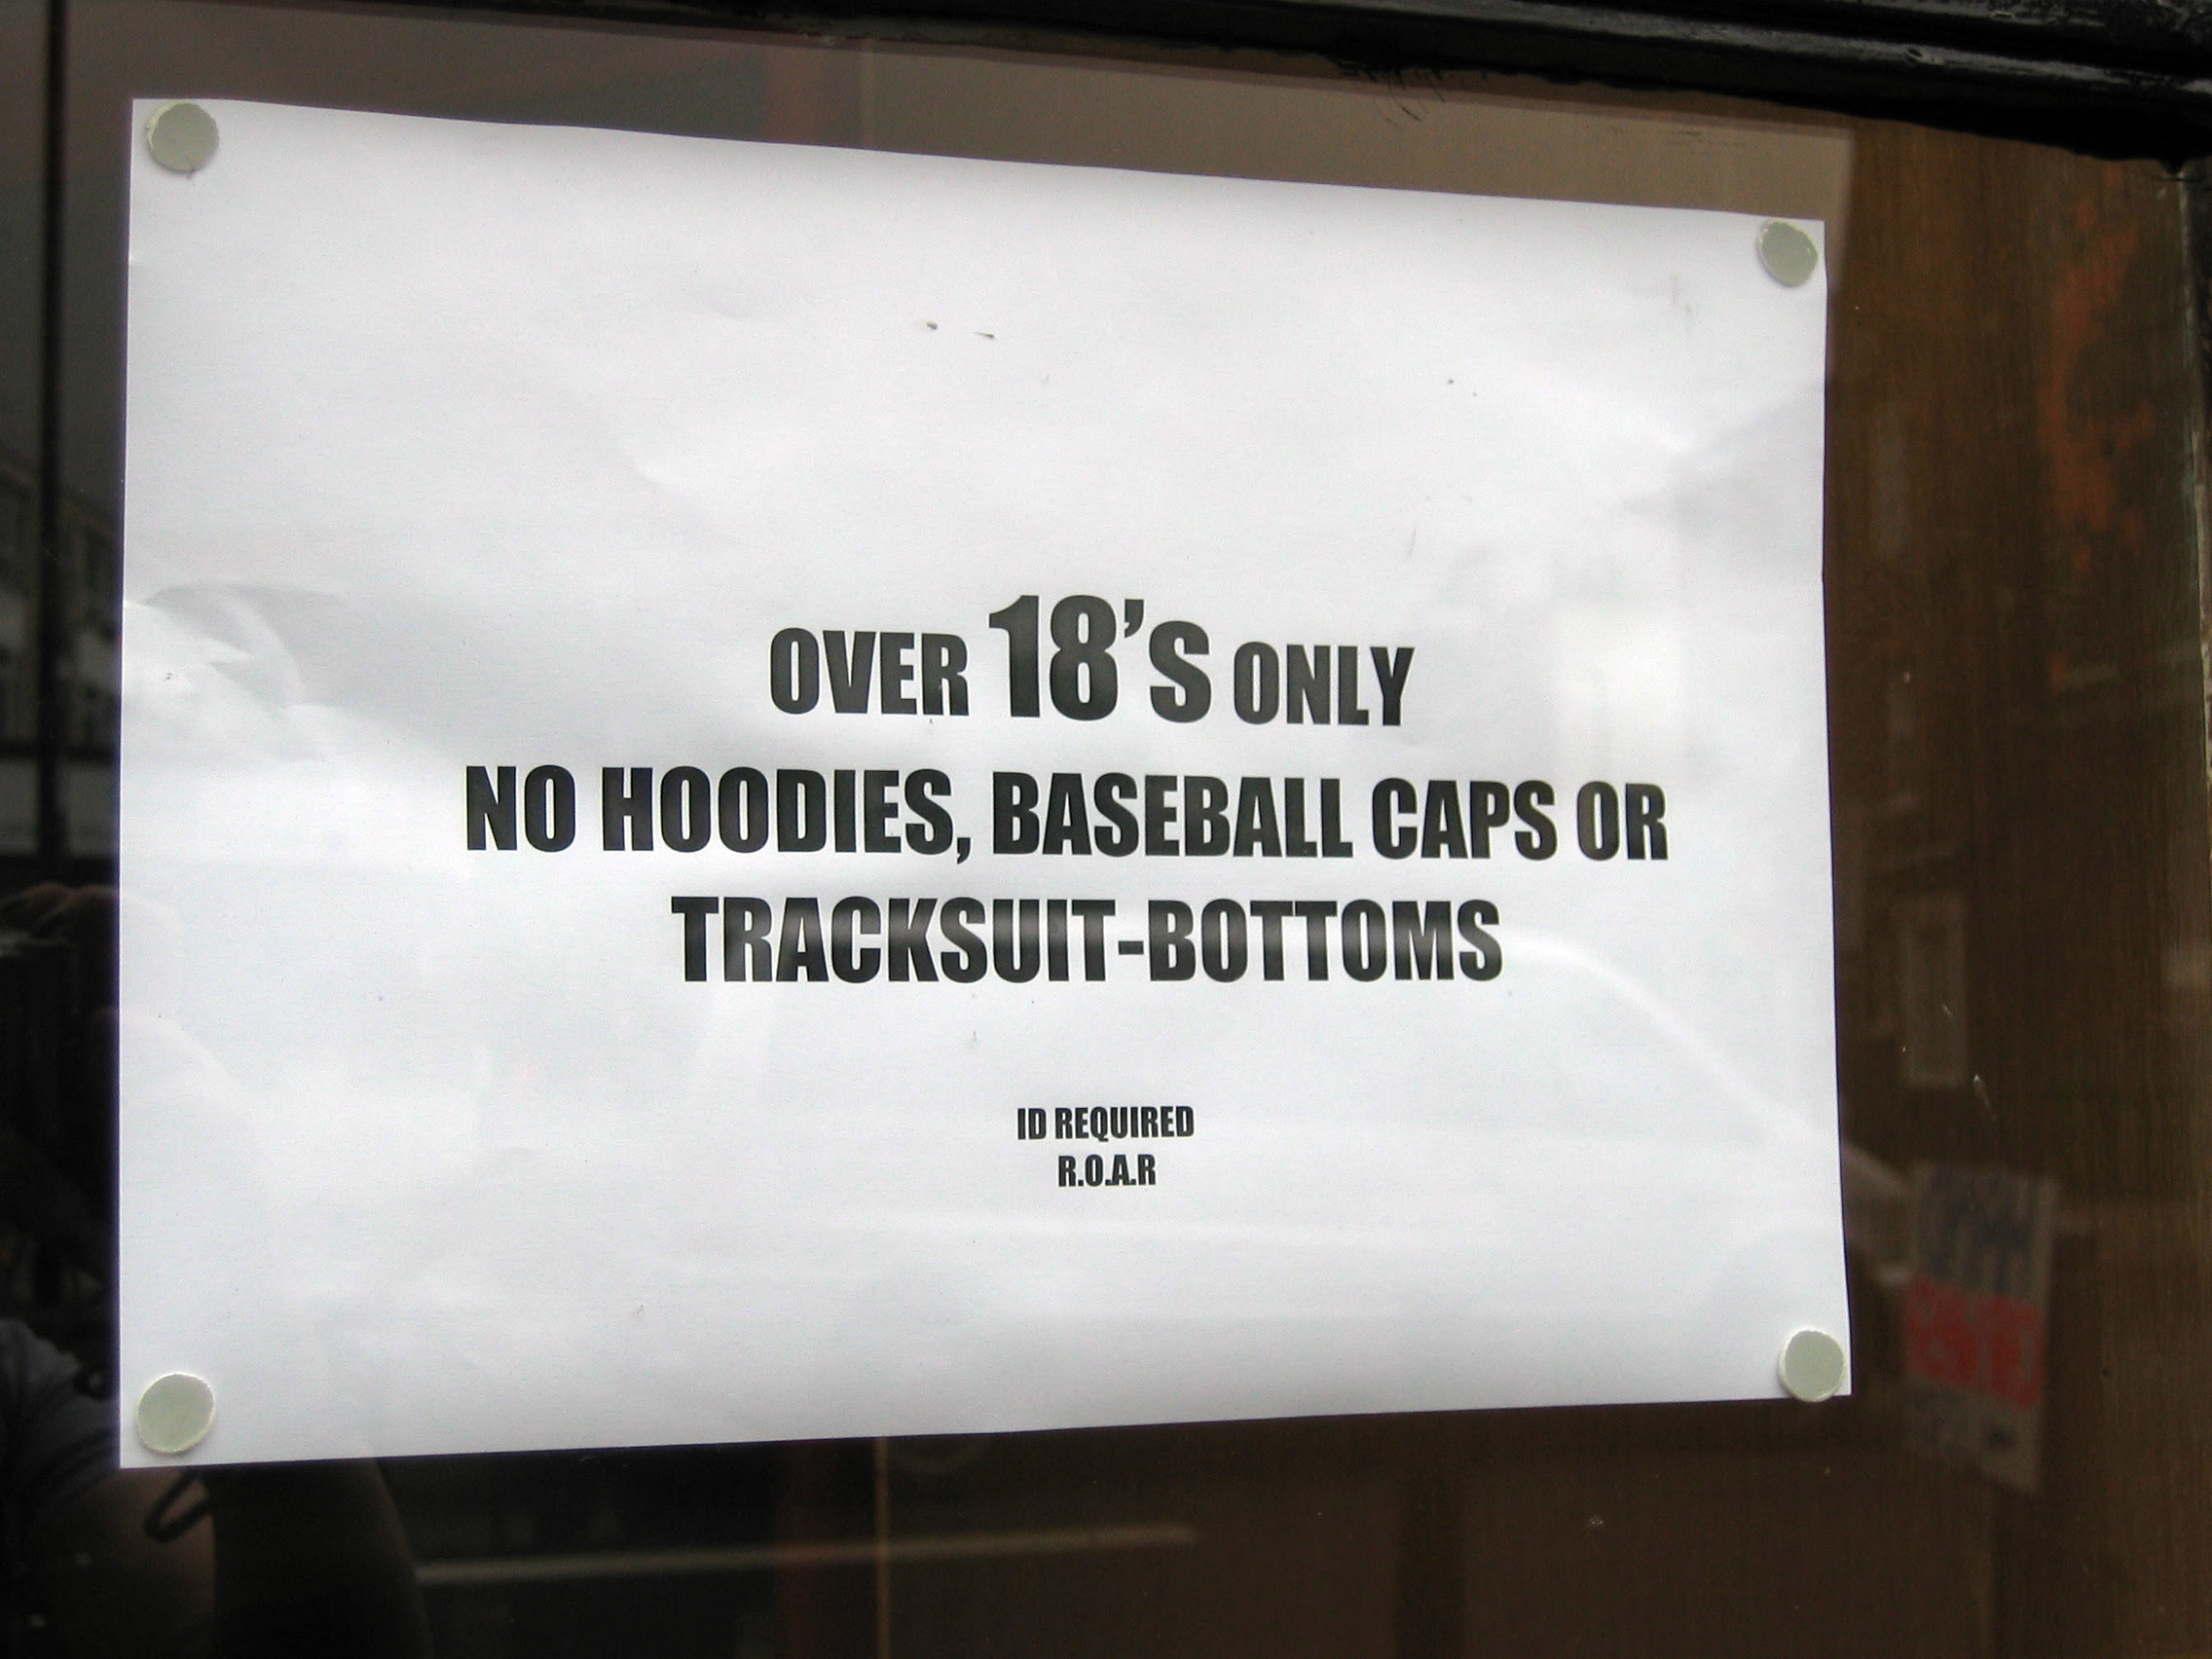 OVER 18’S ONLY
NO HOODIES, BASEBALL CAPS OR
TRACKSUIT-BOTTOMS
ID REQUIRED
R.O.A.R